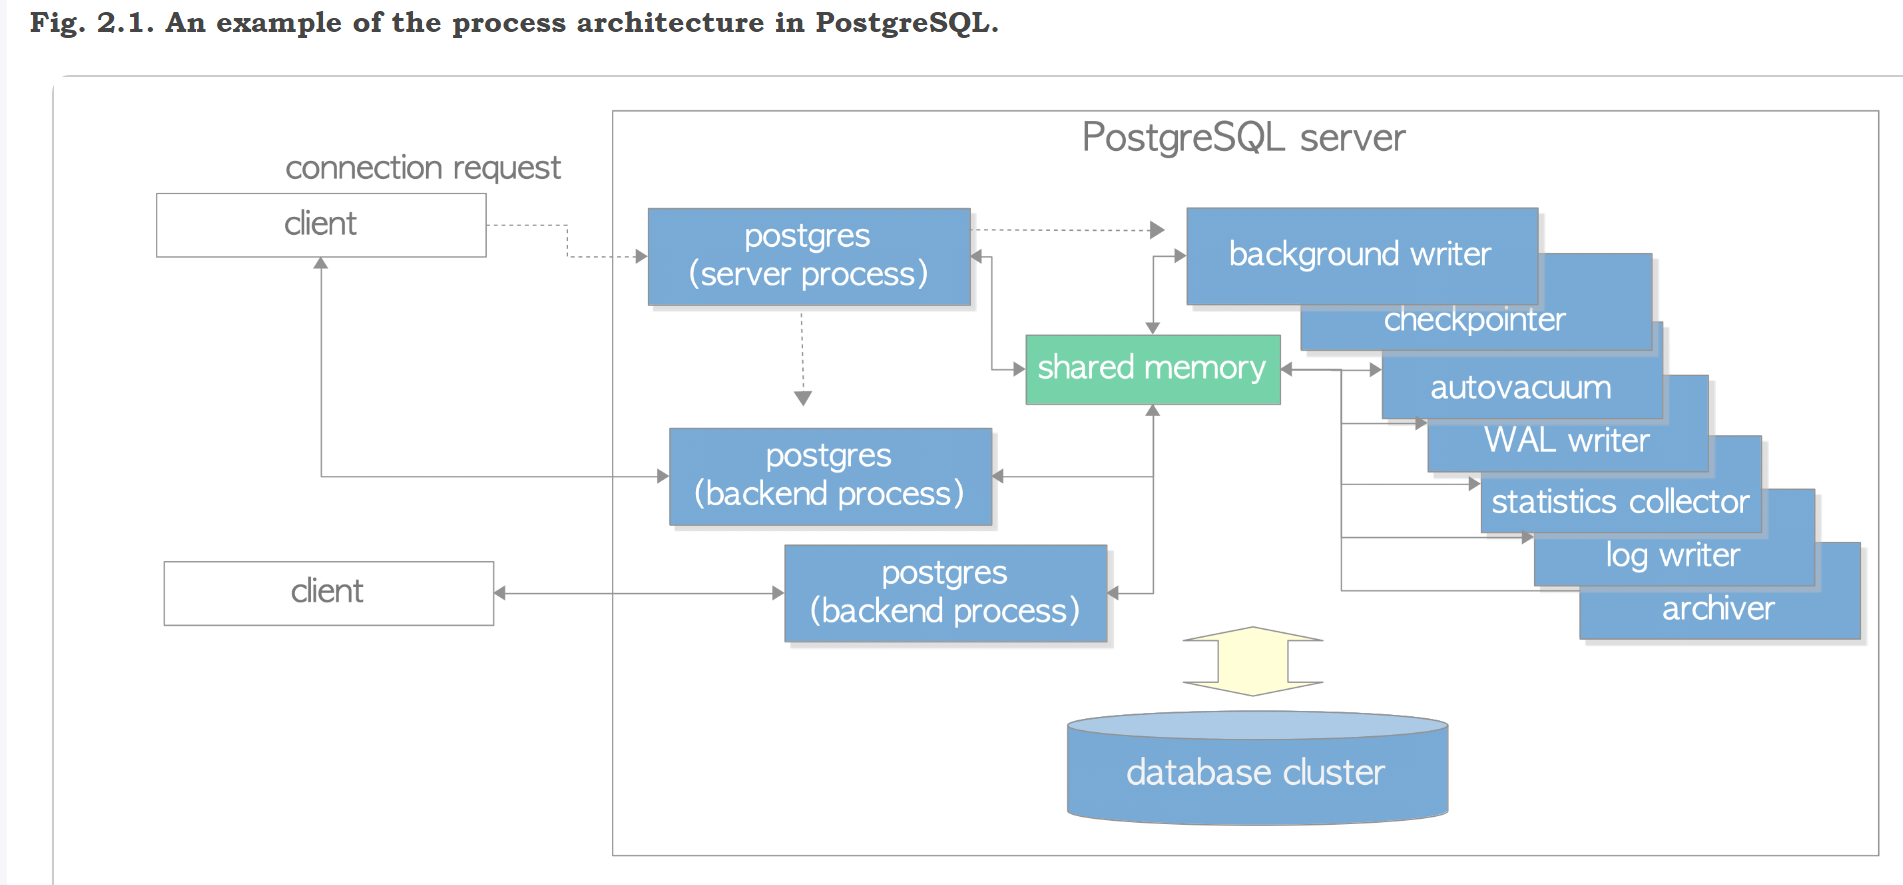 Fig. 2.1. An example of the process architecture in PostgreSQL.
PostgreSQL server
connection request
client
postgres
(server process)
background writer
checkpointer
shared memory
autovacuum
WAL writer
postgres
(backend process)
statistics collector
log writer
postgres
(backend process)
client
archiver
database cluster